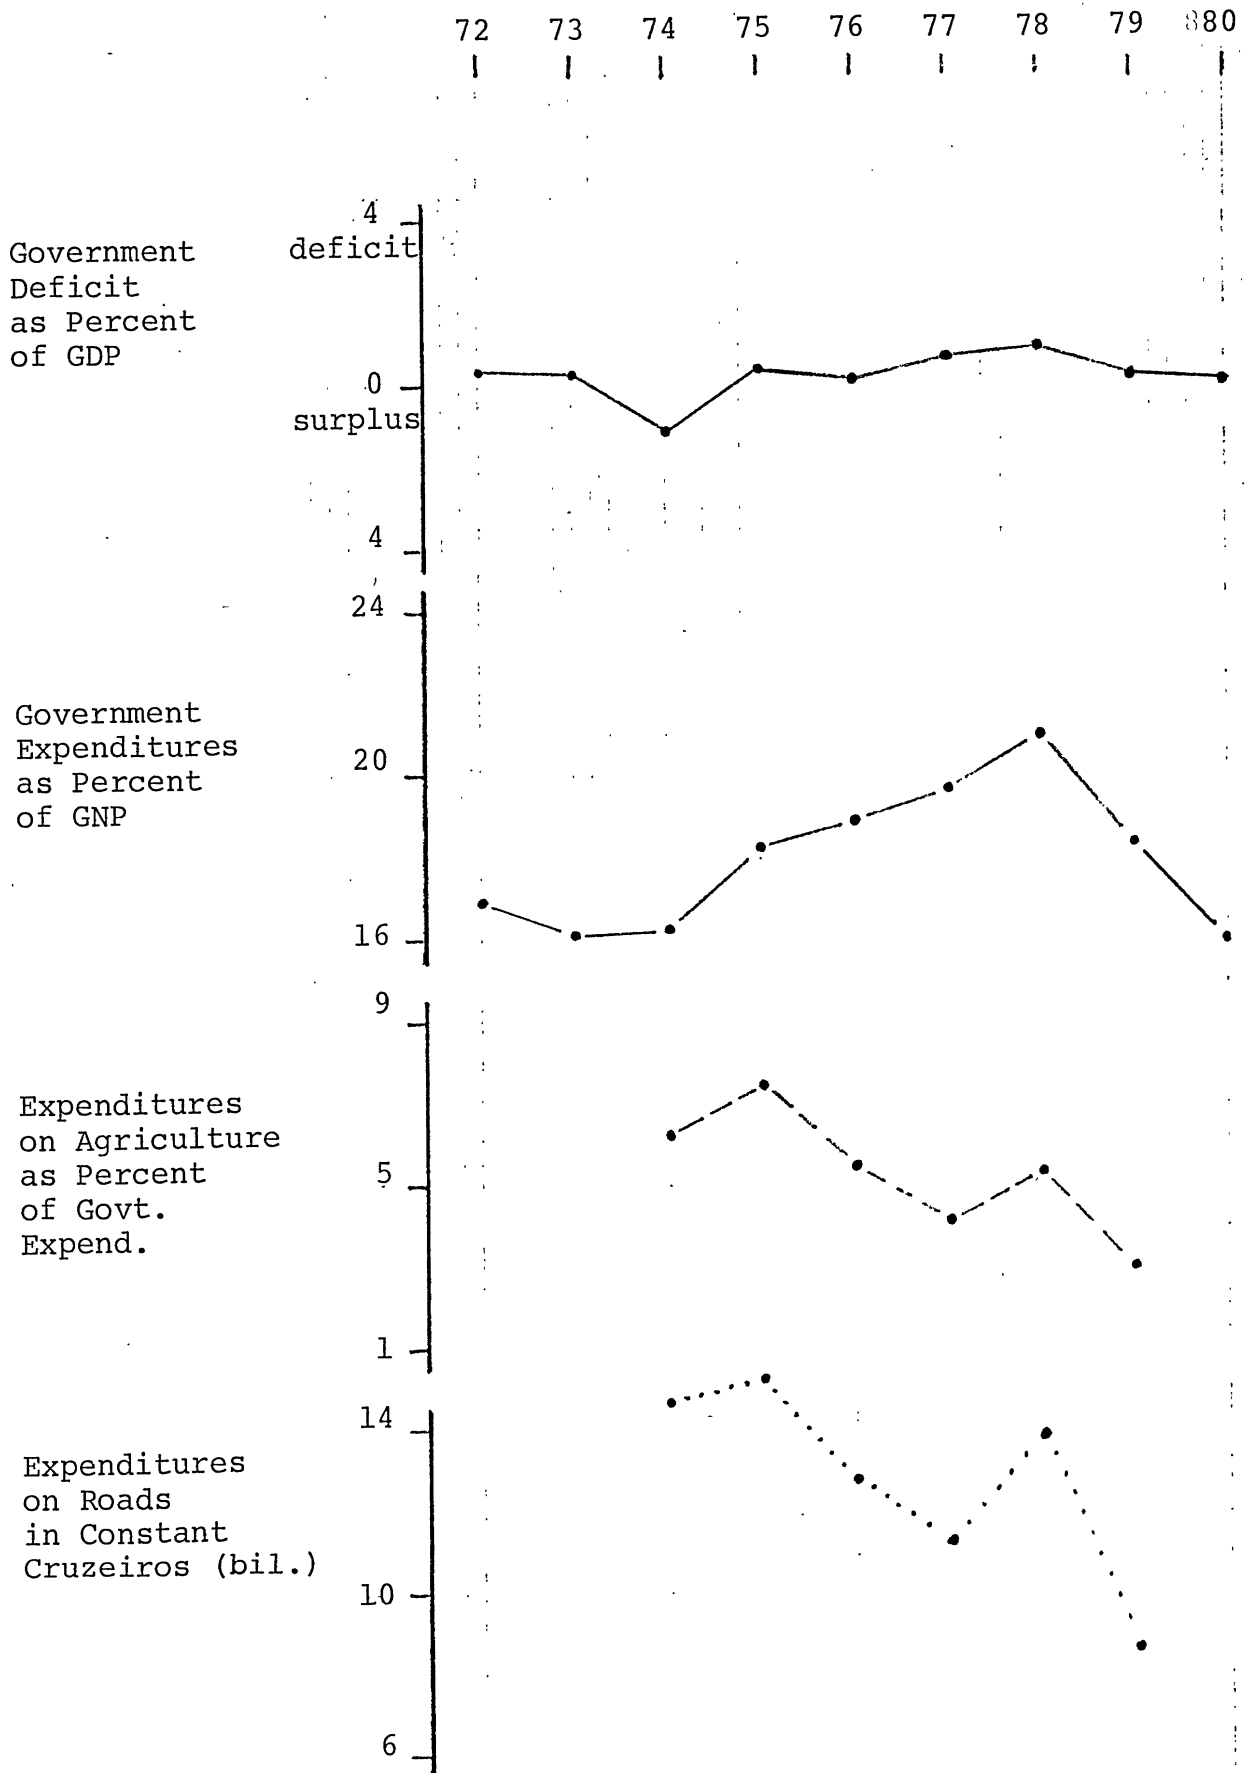 72 73 74 75 76 77 78 79 880
4
deficit
Government
Deficit
as Percent
of GDP
0
surplus
4
24
Government
Expenditures
as Percent
of GNP
20
16
9
Expenditures
on Agriculture
as Percent
of Govt.
Expend.
5
1
14
Expenditures
on Roads
in Constant
Cruzeiros (bil.)
10
6